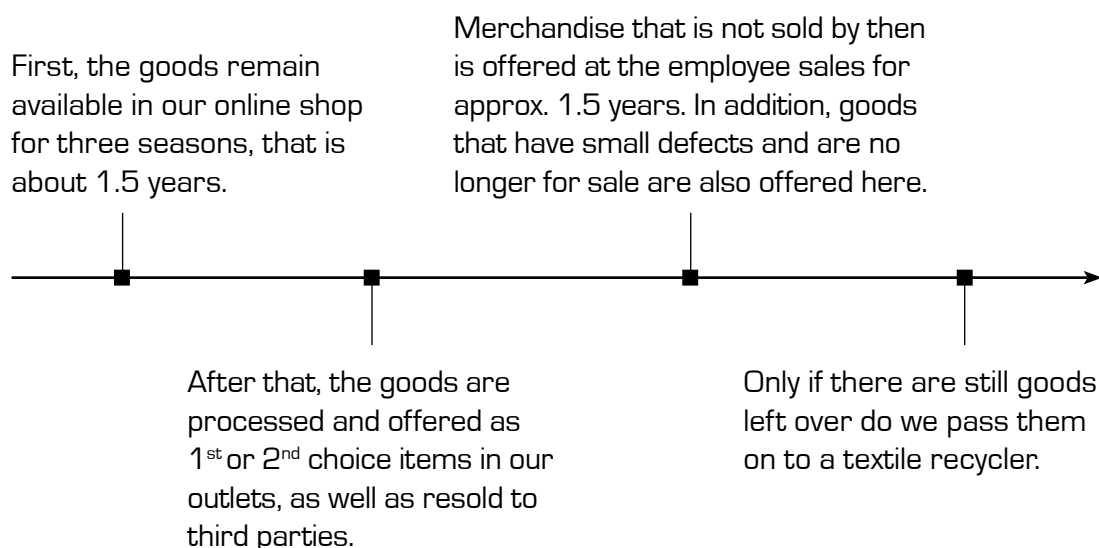 First, the goods remain
available in our online shop
for three seasons, that is
about 1.5 years.
After that, the goods are
processed and offered as
1st or 2nd choice items in our
outlets, as well as resold to
third parties.
Merchandise that is not sold by then
is offered at the employee sales for
approx. 1.5 years. In addition, goods
that have small defects and are no
longer for sale are also offered here.
Only if there are still goods
left over do we pass them
on to a textile recycler.